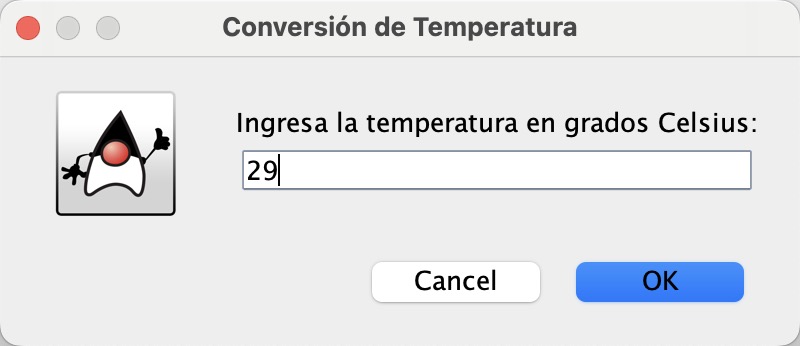 Conversión de Temperatura
Ingresa la temperatura en grados Celsius:
29
Cancel
OK